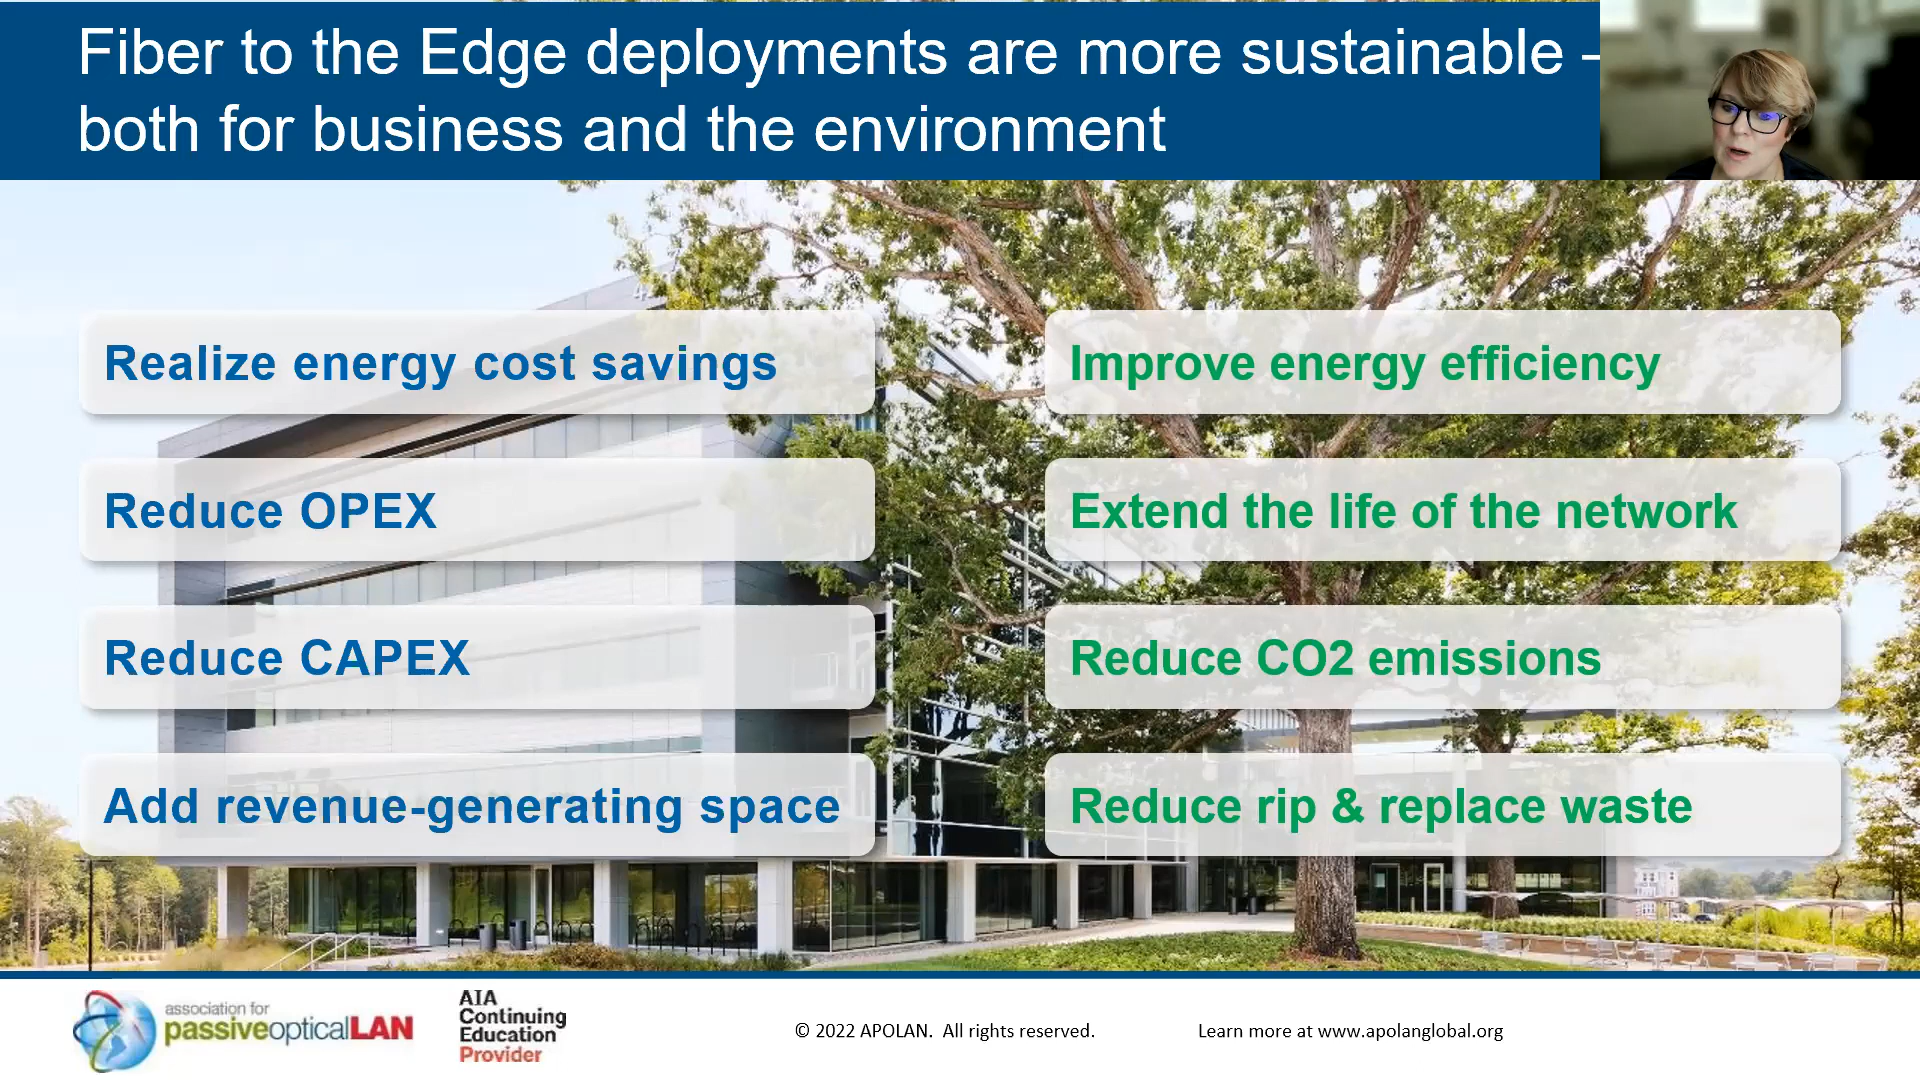 Fiber to the Edge deployments are more sustainable –
both for business and the environment
Realize energy cost savings
Reduce OPEX
Reduce CAPEX
Add revenue-generating space
Improve energy efficiency
Extend the life of the network
Reduce CO2 emissions
Reduce rip & replace waste
association for
passiveopticalLAN
AIA
Continuing
Education
Provider
© 2022 APOLAN. All rights reserved.
Learn more at www.apolanglobal.org